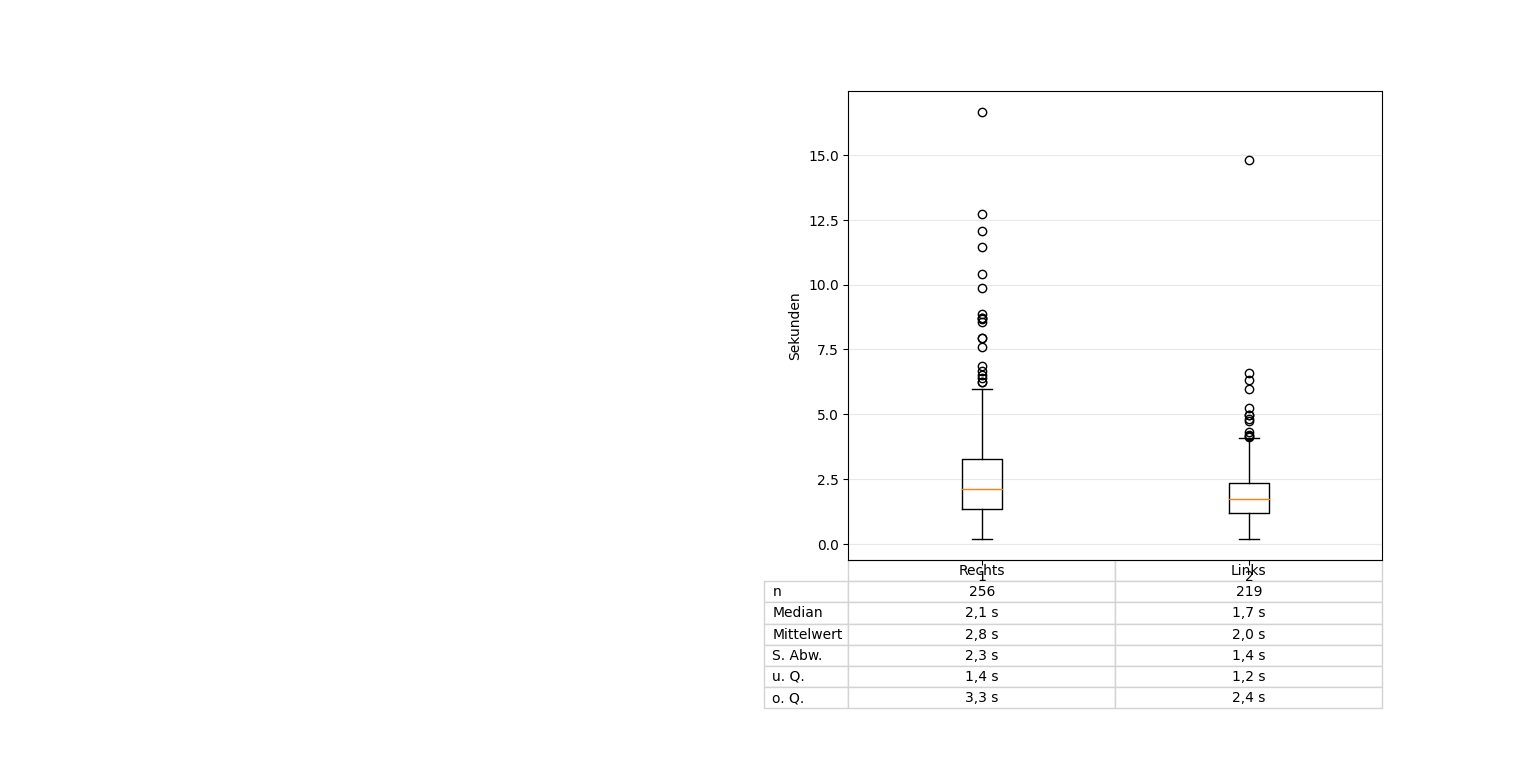 15.0
12.5
10.0
7.5
5.0
2.5
0.0
Sekunden
1 2
Rechts Links
n 256 219
Median 2,1 s 1,7 s
Mittelwert 2,8 s 2,0 s
S. Abw. 2,3 s 1,4 s
u. Q. 1,4 s 1,2 s
o. Q. 3,3 s 2,4 s